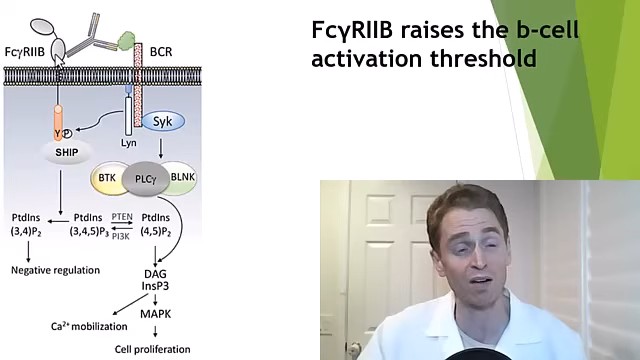 FcγRIIB raises the b-cell
activation threshold
FcγRIIB
BCR
Lyn
Syk
Y P
SHIP
BTK
PLCγ
BLNK
PtdIns
(3,4)P₂
PtdIns
(3,4,5)P₃
PTEN
PI3K
PtdIns
(4,5)P₂
Negative regulation
DAG
InsP3
MAPK
Ca²⁺ mobilization
Cell proliferation